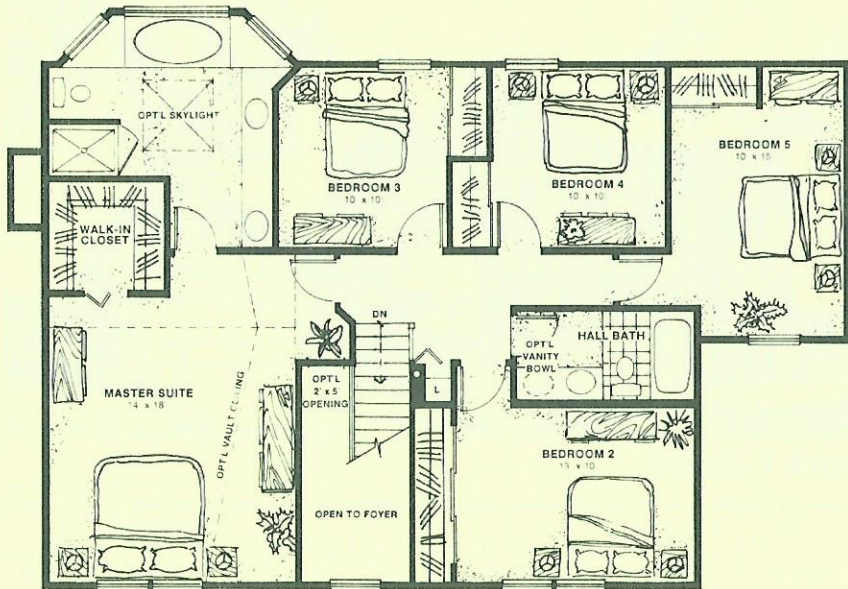 OPT'L SKYLIGHT
BEDROOM 3
10 x 10
BEDROOM 4
10 x 10
BEDROOM 5
10 x 15
WALK-IN
CLOSET
DN
OPT'L
VANITY
BOWL
HALL BATH
MASTER SUITE
14 x 18
OPT'L VAULT CEILING
OPT'L
2' x 5'
OPENING
L
BEDROOM 2
13 x 10
OPEN TO FOYER